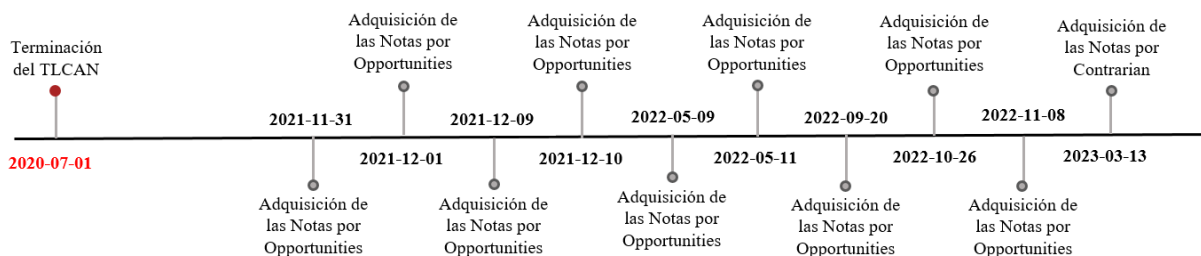 Terminación
del TLCAN
2020-07-01
2021-11-31
Adquisición de
las Notas por
Opportunities
Adquisición de
las Notas por
Opportunities
2021-12-01
2021-12-09
Adquisición de
las Notas por
Opportunities
Adquisición de
las Notas por
Opportunities
2021-12-10
2022-05-09
Adquisición de
las Notas por
Opportunities
Adquisición de
las Notas por
Opportunities
2022-05-11
2022-09-20
Adquisición de
las Notas por
Opportunities
Adquisición de
las Notas por
Opportunities
2022-10-26
2022-11-08
Adquisición de
las Notas por
Opportunities
Adquisición de
las Notas por
Contrarian
2023-03-13